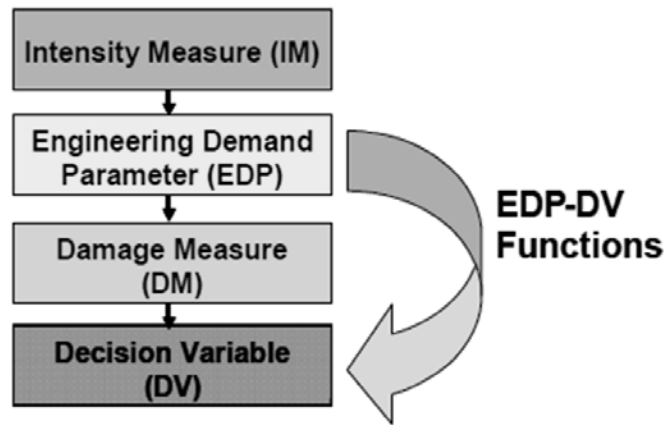 Intensity Measure (IM)
Engineering Demand
Parameter (EDP)
Damage Measure
(DM)
Decision Variable
(DV)
EDP-DV
Functions